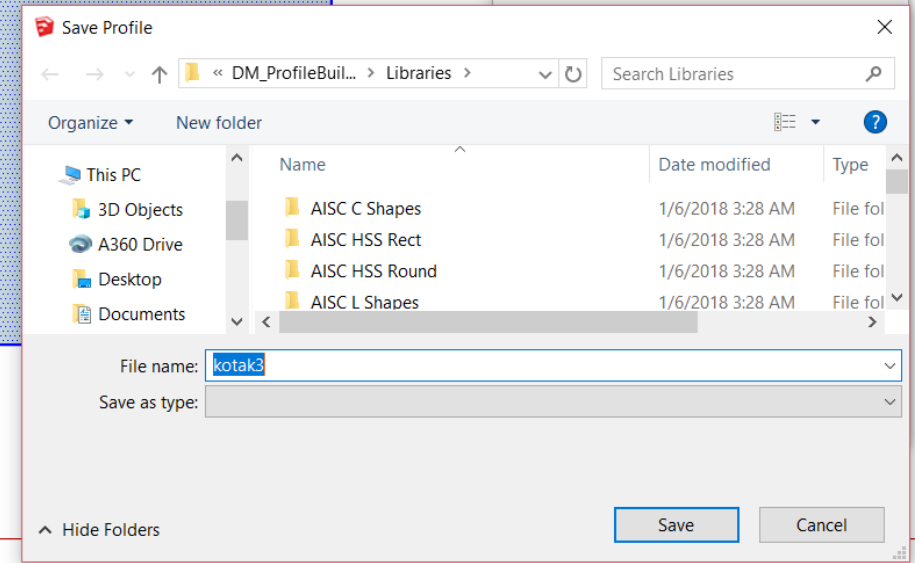 Save Profile
« DM_ProfileBuil... > Libraries >
Search Libraries
Organize
New folder
?
Name
Date modified
Type
This PC
3D Objects
A360 Drive
Desktop
Documents
AISC C Shapes 1/6/2018 3:28 AM File fol
AISC HSS Rect 1/6/2018 3:28 AM File fol
AISC HSS Round 1/6/2018 3:28 AM File fol
AISC L Shapes 1/6/2018 3:28 AM File fol
File name: kotak3
Save as type:
Hide Folders
Save
Cancel